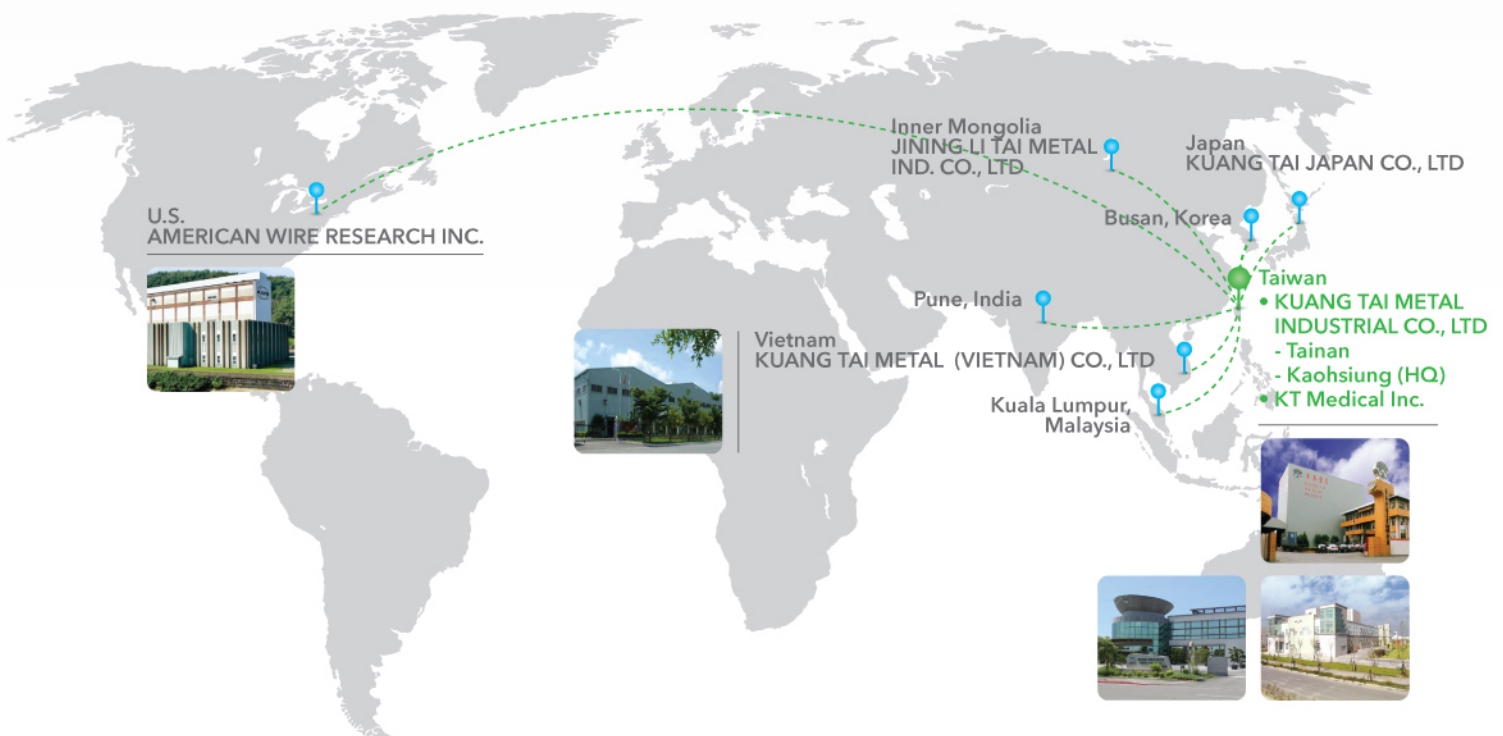 Inner Mongolia
JINING LI TAI METAL
IND. CO., LTD
Japan
KUANG TAI JAPAN CO., LTD
U.S.
AMERICAN WIRE RESEARCH INC.
Busan, Korea
Taiwan
• KUANG TAI METAL
INDUSTRIAL CO., LTD
- Tainan
- Kaohsiung (HQ)
• KT Medical Inc.
Pune, India
Vietnam
KUANG TAI METAL (VIETNAM) CO., LTD
Kuala Lumpur,
Malaysia